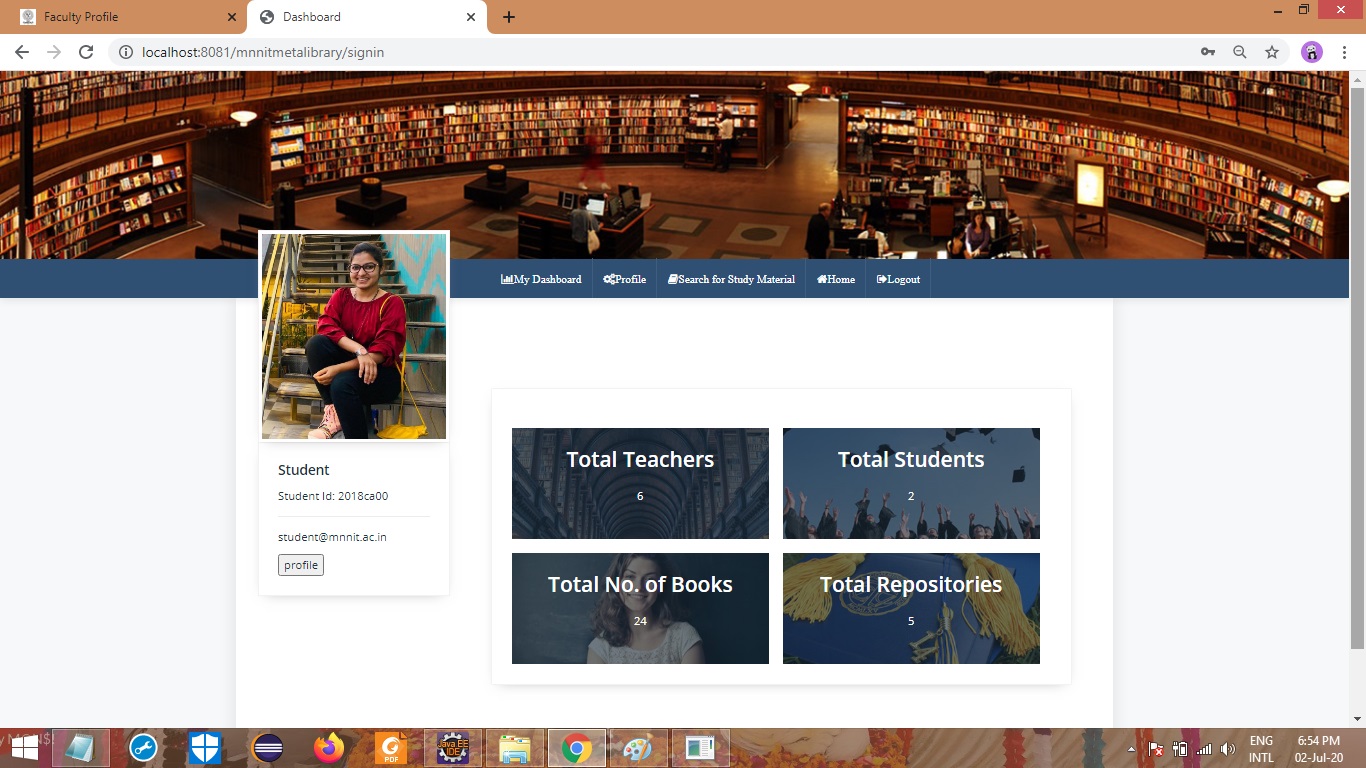 Faculty Profile
Dashboard
localhost:8081/mnnitmetalibrary/signin
My Dashboard
Profile
Search for Study Material
Home
Logout
Student
Student Id: 2018ca00
student@mnnit.ac.in
profile
Total Teachers
6
Total Students
2
Total No. of Books
24
Total Repositories
5
PDF
Java EE
IDE
ENG
INTL
6:54 PM
02-Jul-20